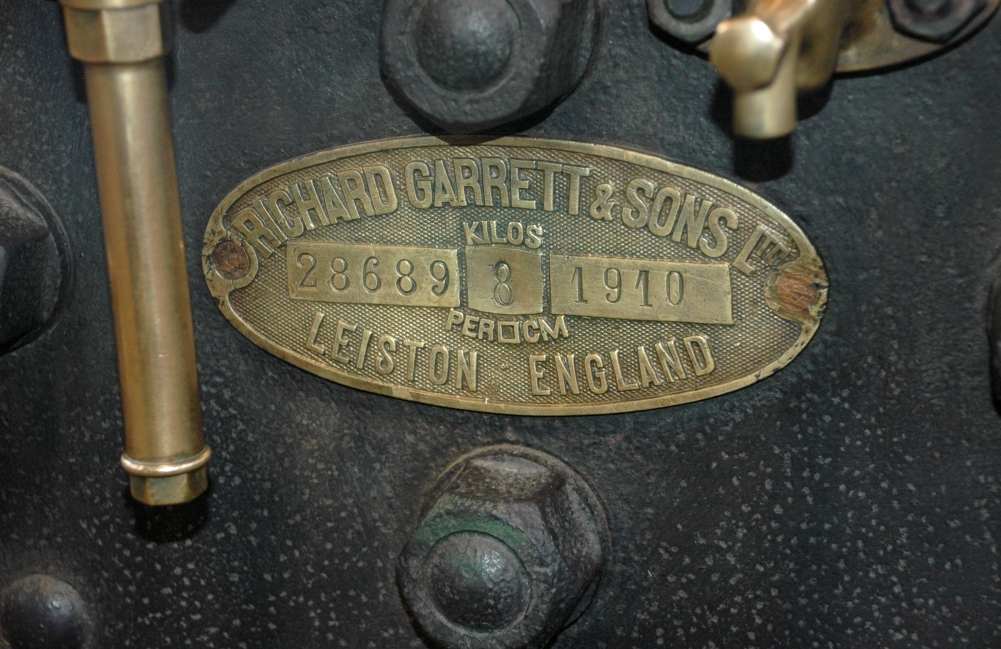 RICHARD GARRETT & SONS LTD
KILOS
28689 8 1910
PER□CM
LEISTON · ENGLAND